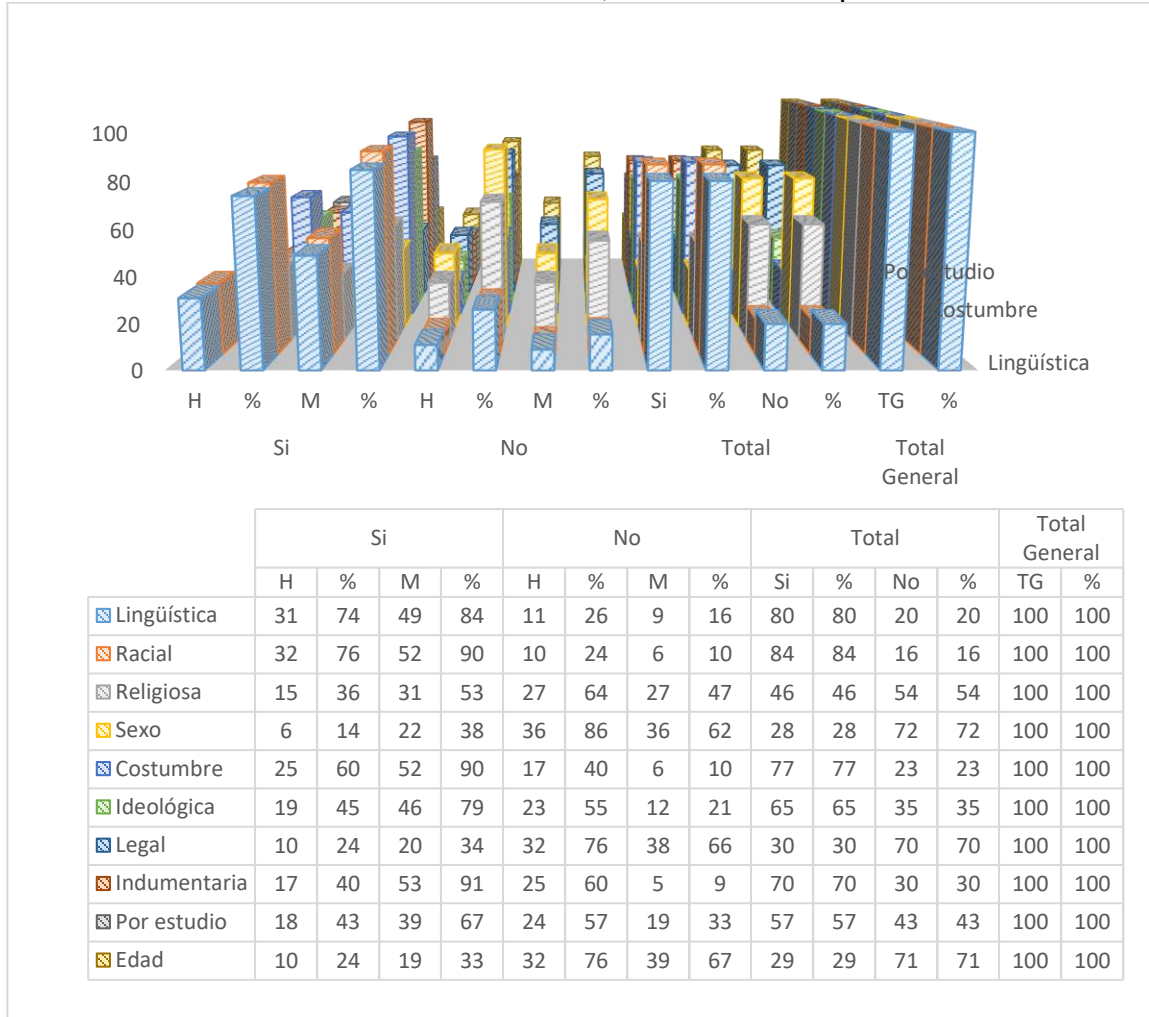 100
80
60
40
20
0
Por estudio
Costumbre
Lingüística
H % M % H % M % Si % No % TG %
Si No Total Total
General
Si No Total Total
General
H % M % H % M % Si % No % TG %
Lingüística 31 74 49 84 11 26 9 16 80 80 20 20 100 100
Racial 32 76 52 90 10 24 6 10 84 84 16 16 100 100
Religiosa 15 36 31 53 27 64 27 47 46 46 54 54 100 100
Sexo 6 14 22 38 36 86 36 62 28 28 72 72 100 100
Costumbre 25 60 52 90 17 40 6 10 77 77 23 23 100 100
Ideológica 19 45 46 79 23 55 12 21 65 65 35 35 100 100
Legal 10 24 20 34 32 76 38 66 30 30 70 70 100 100
Indumentaria 17 40 53 91 25 60 5 9 70 70 30 30 100 100
Por estudio 18 43 39 67 24 57 19 33 57 57 43 43 100 100
Edad 10 24 19 33 32 76 39 67 29 29 71 71 100 100